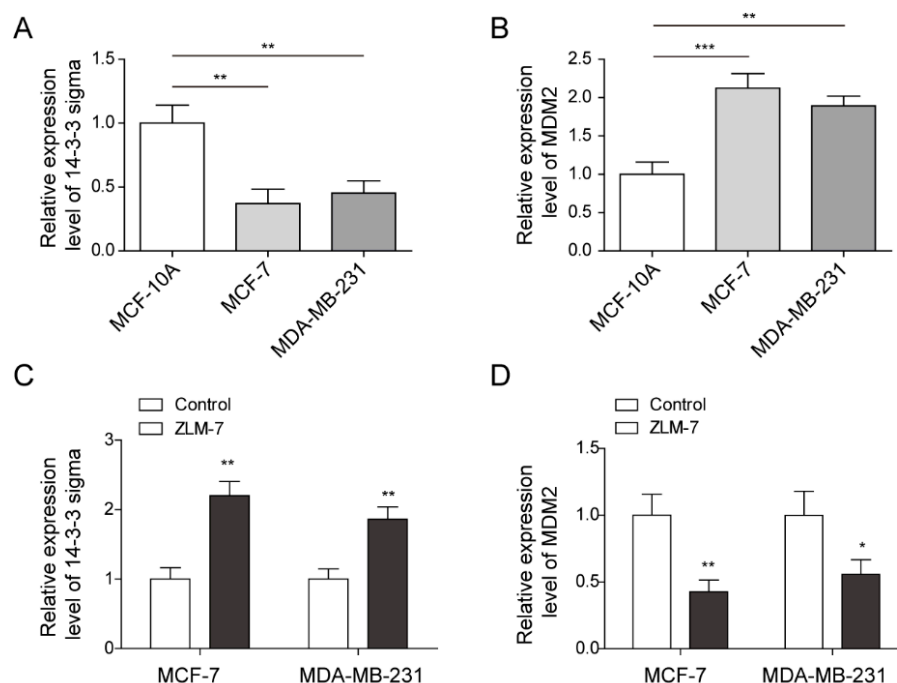 A
Relative expression
level of 14-3-3 sigma
1.5
1.0
0.5
0.0
**
**
MCF-10A
MCF-7
MDA-MB-231
B
Relative expression
level of MDM2
2.5
2.0
1.5
1.0
0.5
0.0
**
***
MCF-10A
MCF-7
MDA-MB-231
C
Control
ZLM-7
Relative expression
level of 14-3-3 sigma
3
2
1
0
**
**
MCF-7
MDA-MB-231
D
Control
ZLM-7
Relative expression
level of MDM2
1.5
1.0
0.5
0.0
**
*
MCF-7
MDA-MB-231